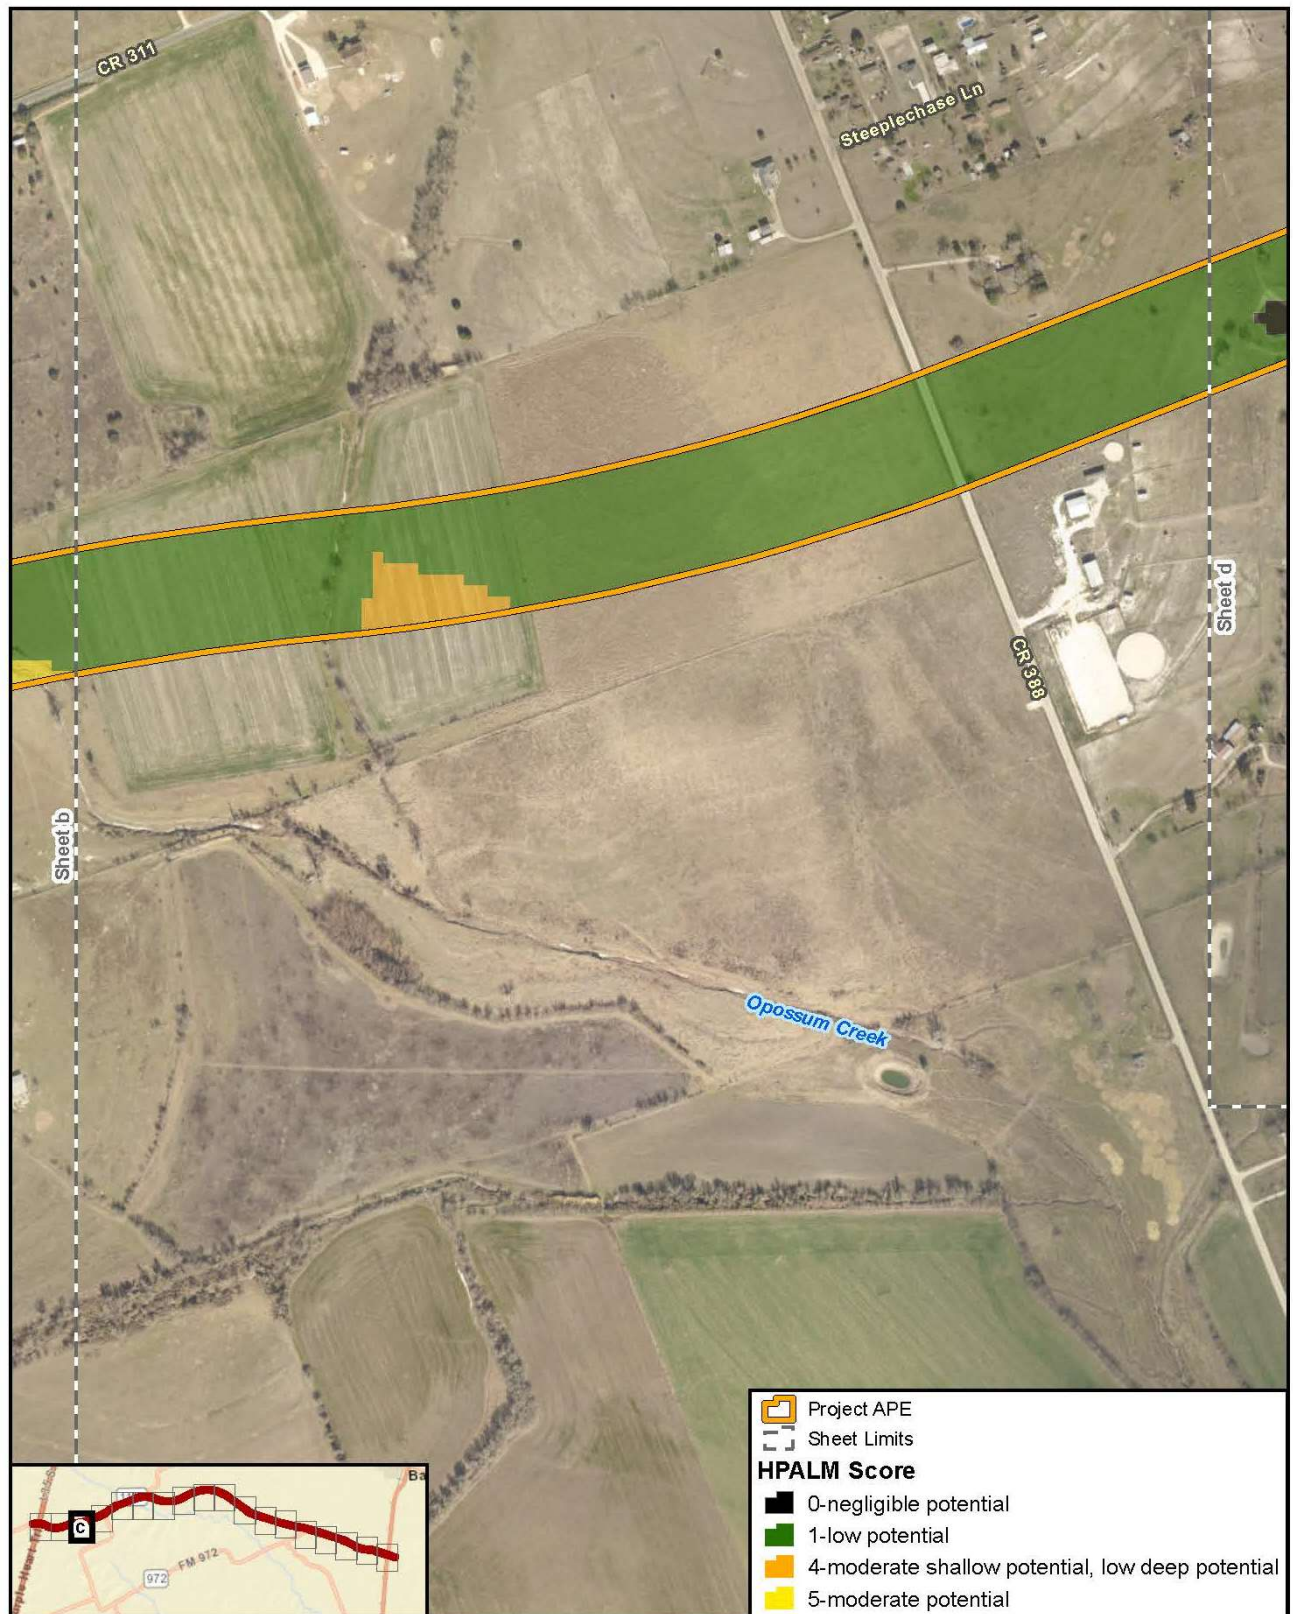 CR 311
Steeplechase Ln
Sheet d
CR 388
Sheet b
Opossum Creek
Project APE
Sheet Limits
HPALM Score
0-negligible potential
1-low potential
4-moderate shallow potential, low deep potential
5-moderate potential
Ba
c
FM 972
972